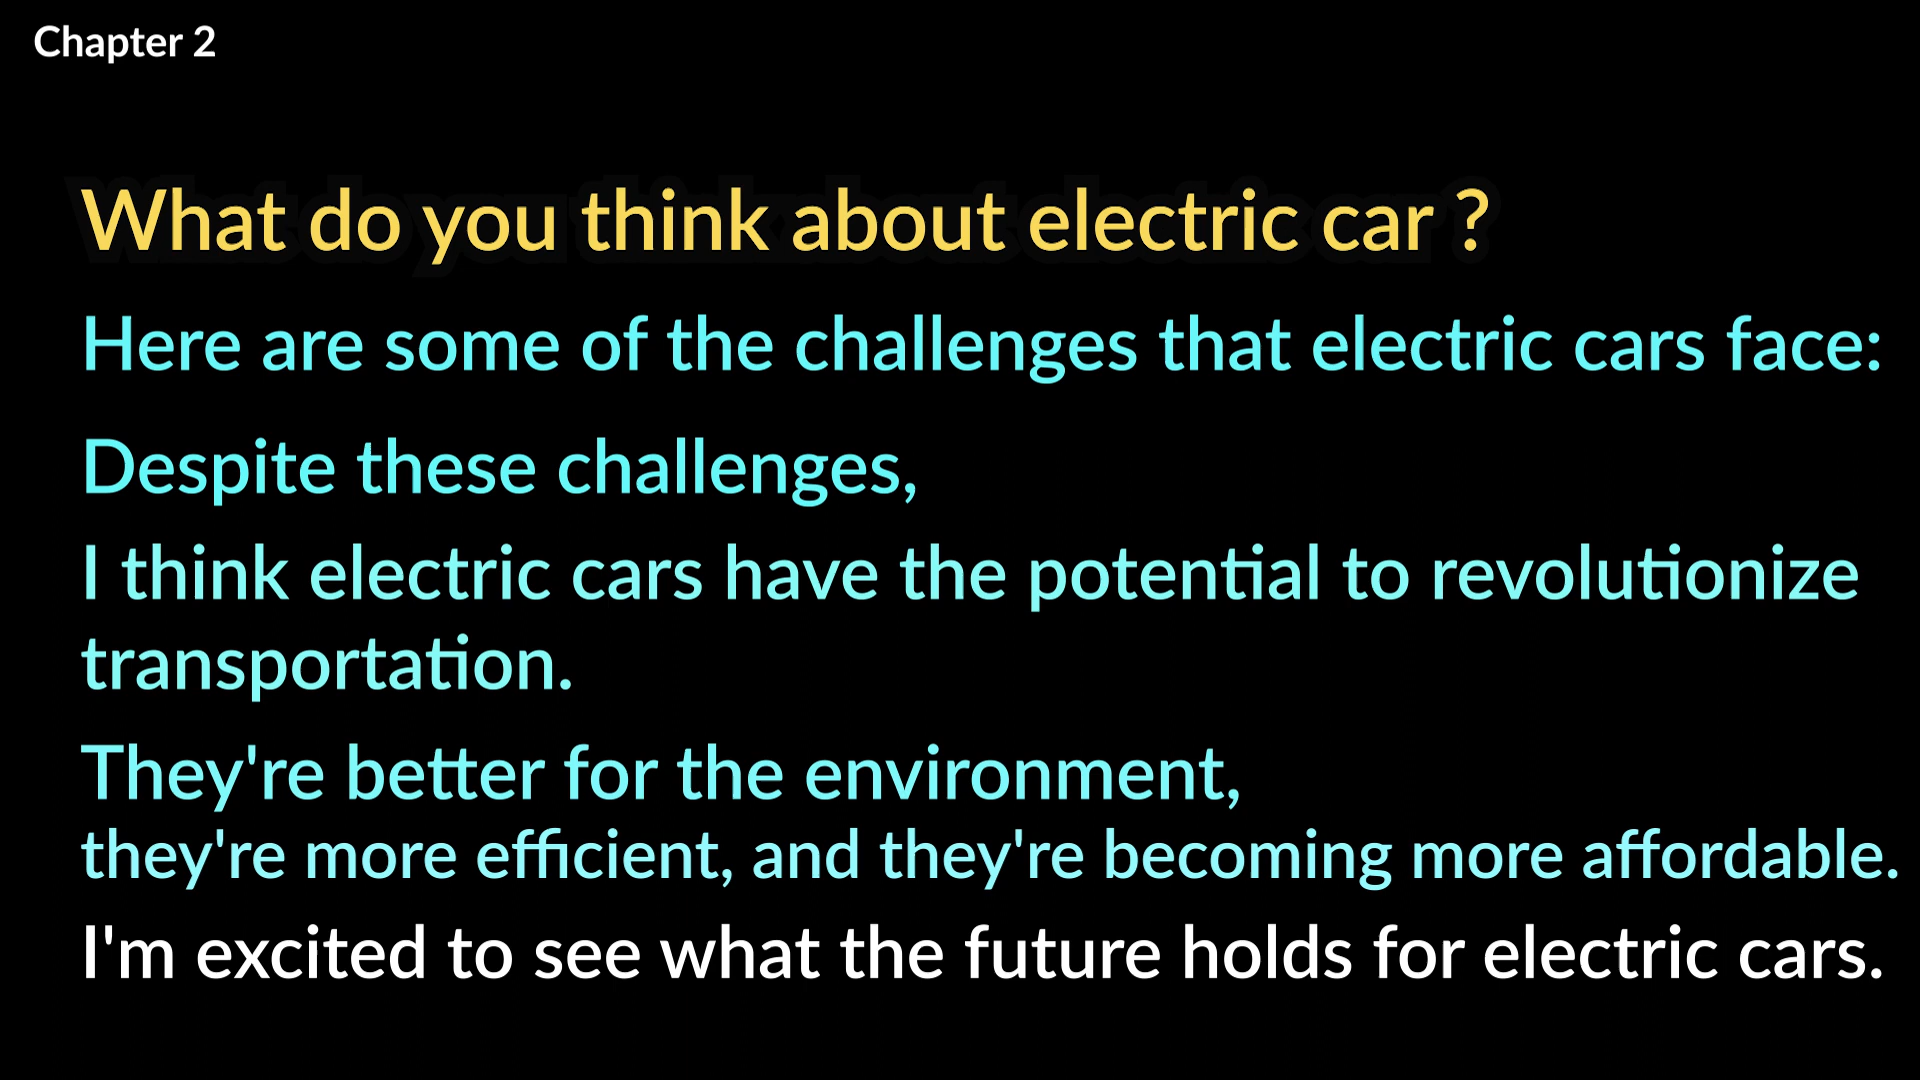 Chapter 2
What do you think about electric car ?
Here are some of the challenges that electric cars face:
Despite these challenges,
I think electric cars have the potential to revolutionize
transportation.
They're better for the environment,
they're more efficient, and they're becoming more affordable.
I'm excited to see what the future holds for electric cars.